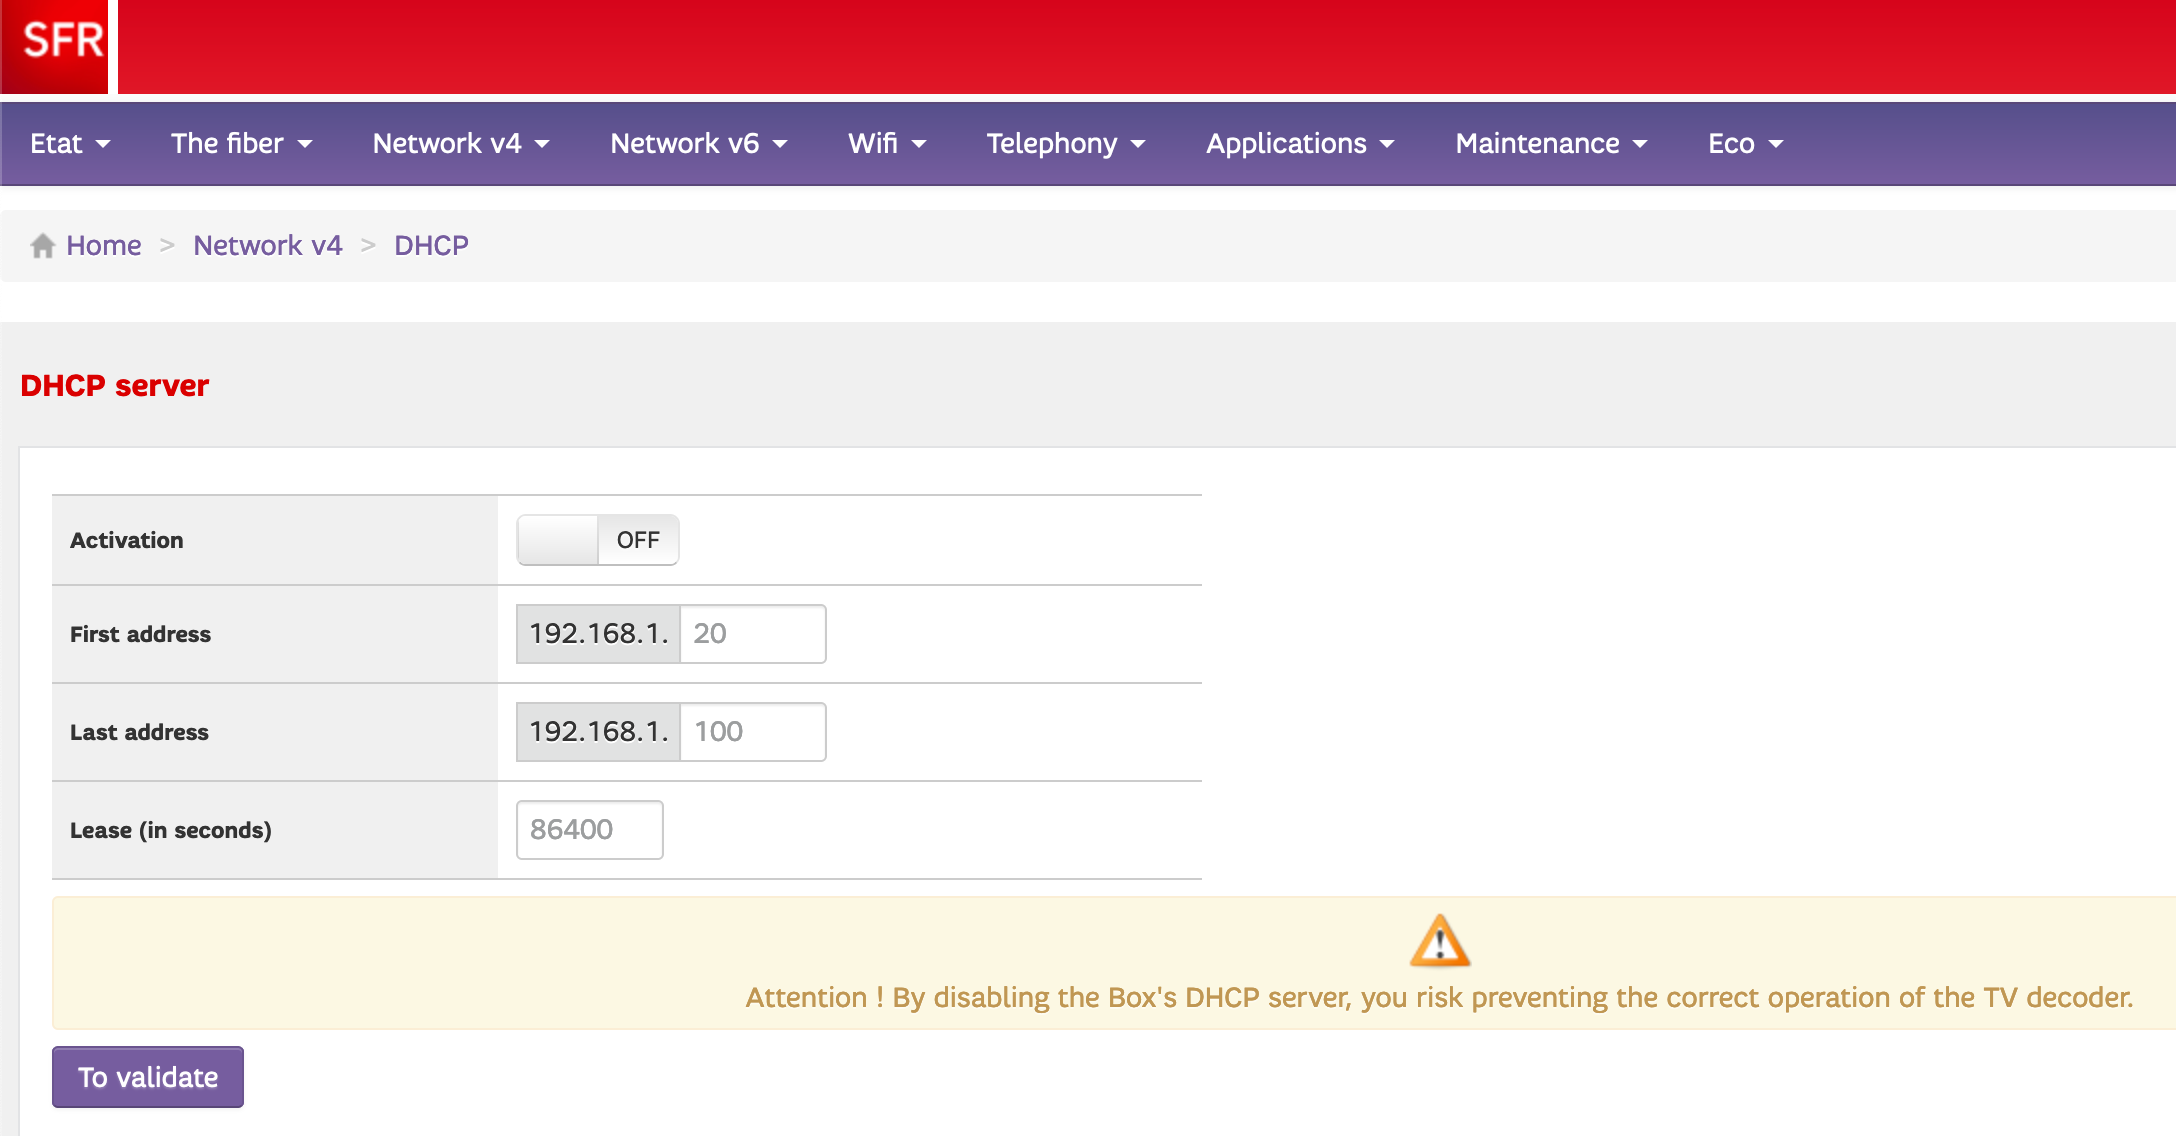 SFR
Etat The fiber Network v4 Network v6 Wifi Telephony Applications Maintenance Eco
Home > Network v4 > DHCP
DHCP server
Activation OFF
First address 192.168.1. 20
Last address 192.168.1. 100
Lease (in seconds) 86400
Attention ! By disabling the Box's DHCP server, you risk preventing the correct operation of the TV decoder.
To validate